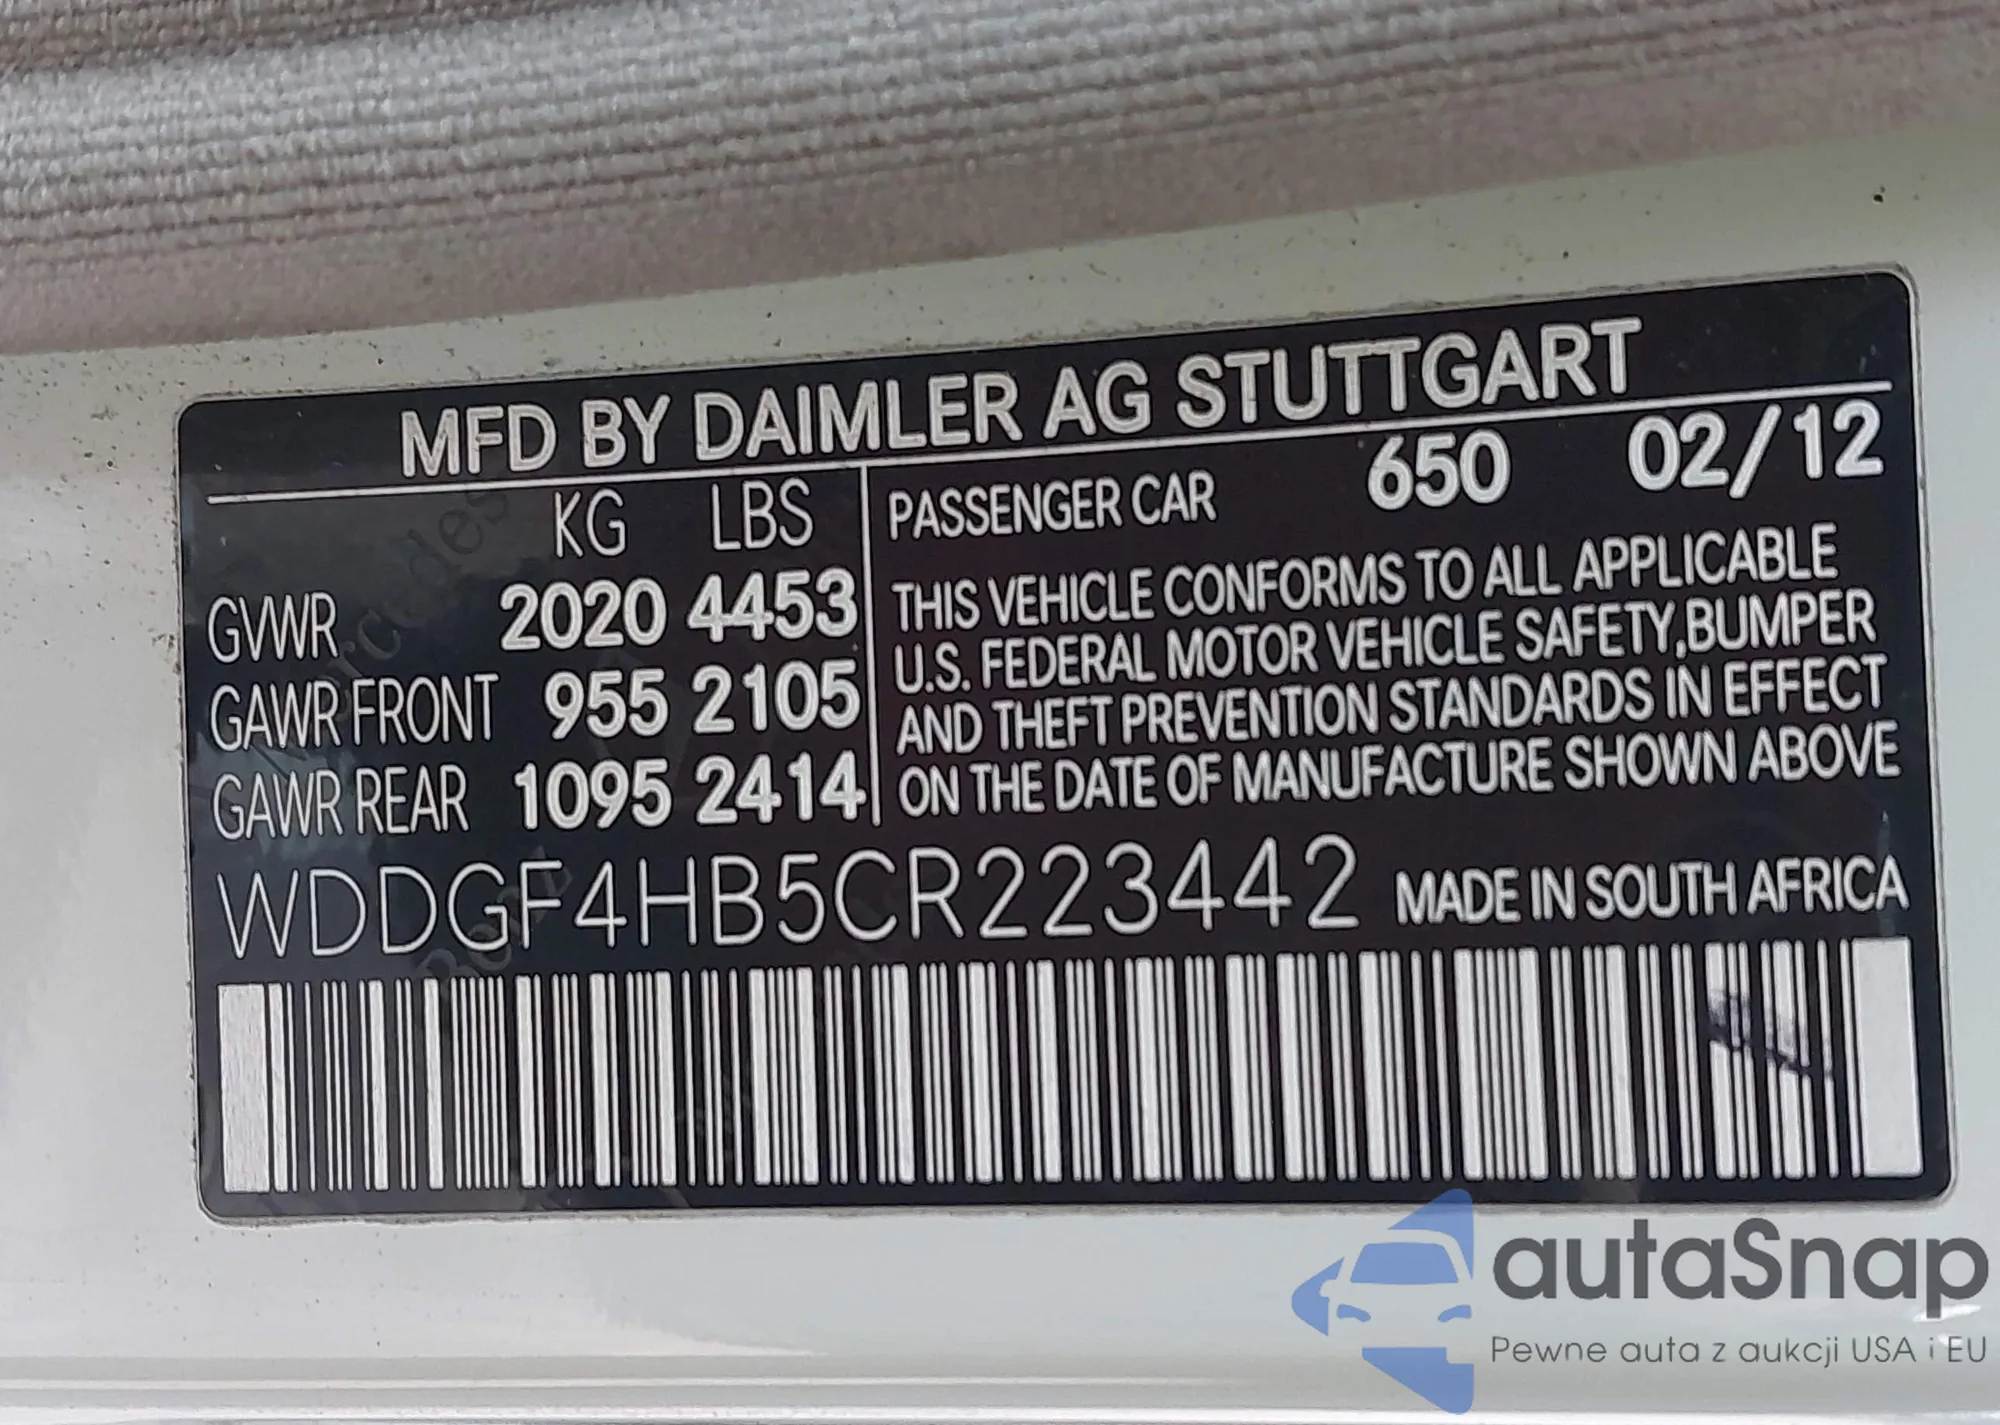 MFD BY DAIMLER AG STUTTGART
KG LBS
GVWR 2020 4453
GAWR FRONT 955 2105
GAWR REAR 1095 2414
PASSENGER CAR 650 02/12
THIS VEHICLE CONFORMS TO ALL APPLICABLE
U.S. FEDERAL MOTOR VEHICLE SAFETY,BUMPER
AND THEFT PREVENTION STANDARDS IN EFFECT
ON THE DATE OF MANUFACTURE SHOWN ABOVE
WDDGF4HB5CR223442 MADE IN SOUTH AFRICA
Mercedes
Benz
autaSnap
Pewne auta z aukcji USA i EU